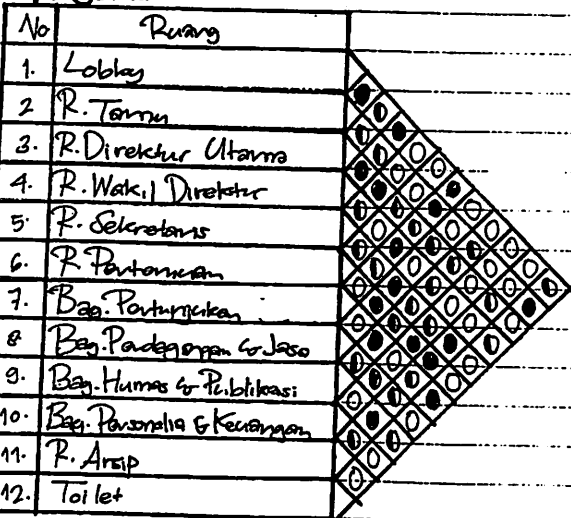 No Ruang
1. Lobby
2 R. Tamu
3. R. Direktur Utama
4. R. Wakil Direktur
5. R. Sekretaris
6. R Pertemuan
7. Bag.
8 Bag. Perdagangan & Jasa
9. Bag. Humas & Publikasi
10. Bag. Personalia & Keuangan
11. R. Arsip
12. Toilet